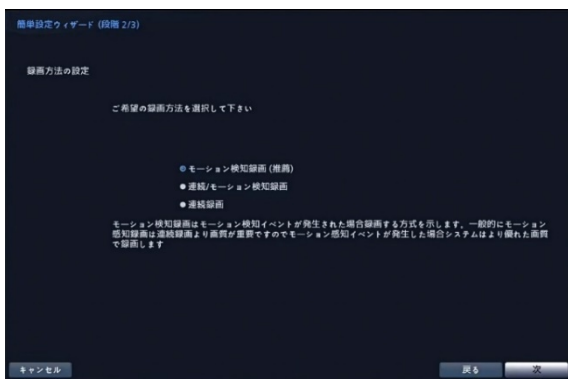 簡単設定ウィザード (段階 2/3)
録画方法の設定
ご希望の録画方法を選択して下さい
モーション検知録画 (推薦)
連続/モーション検知録画
連続録画
モーション検知録画はモーション検知イベントが発生された場合録画する方式を示します。一般的にモーション
感知録画は連続録画より画質が重要ですのでモーション感知イベントが発生した場合システムはより優れた画質
で録画します
キャンセル
戻る
次